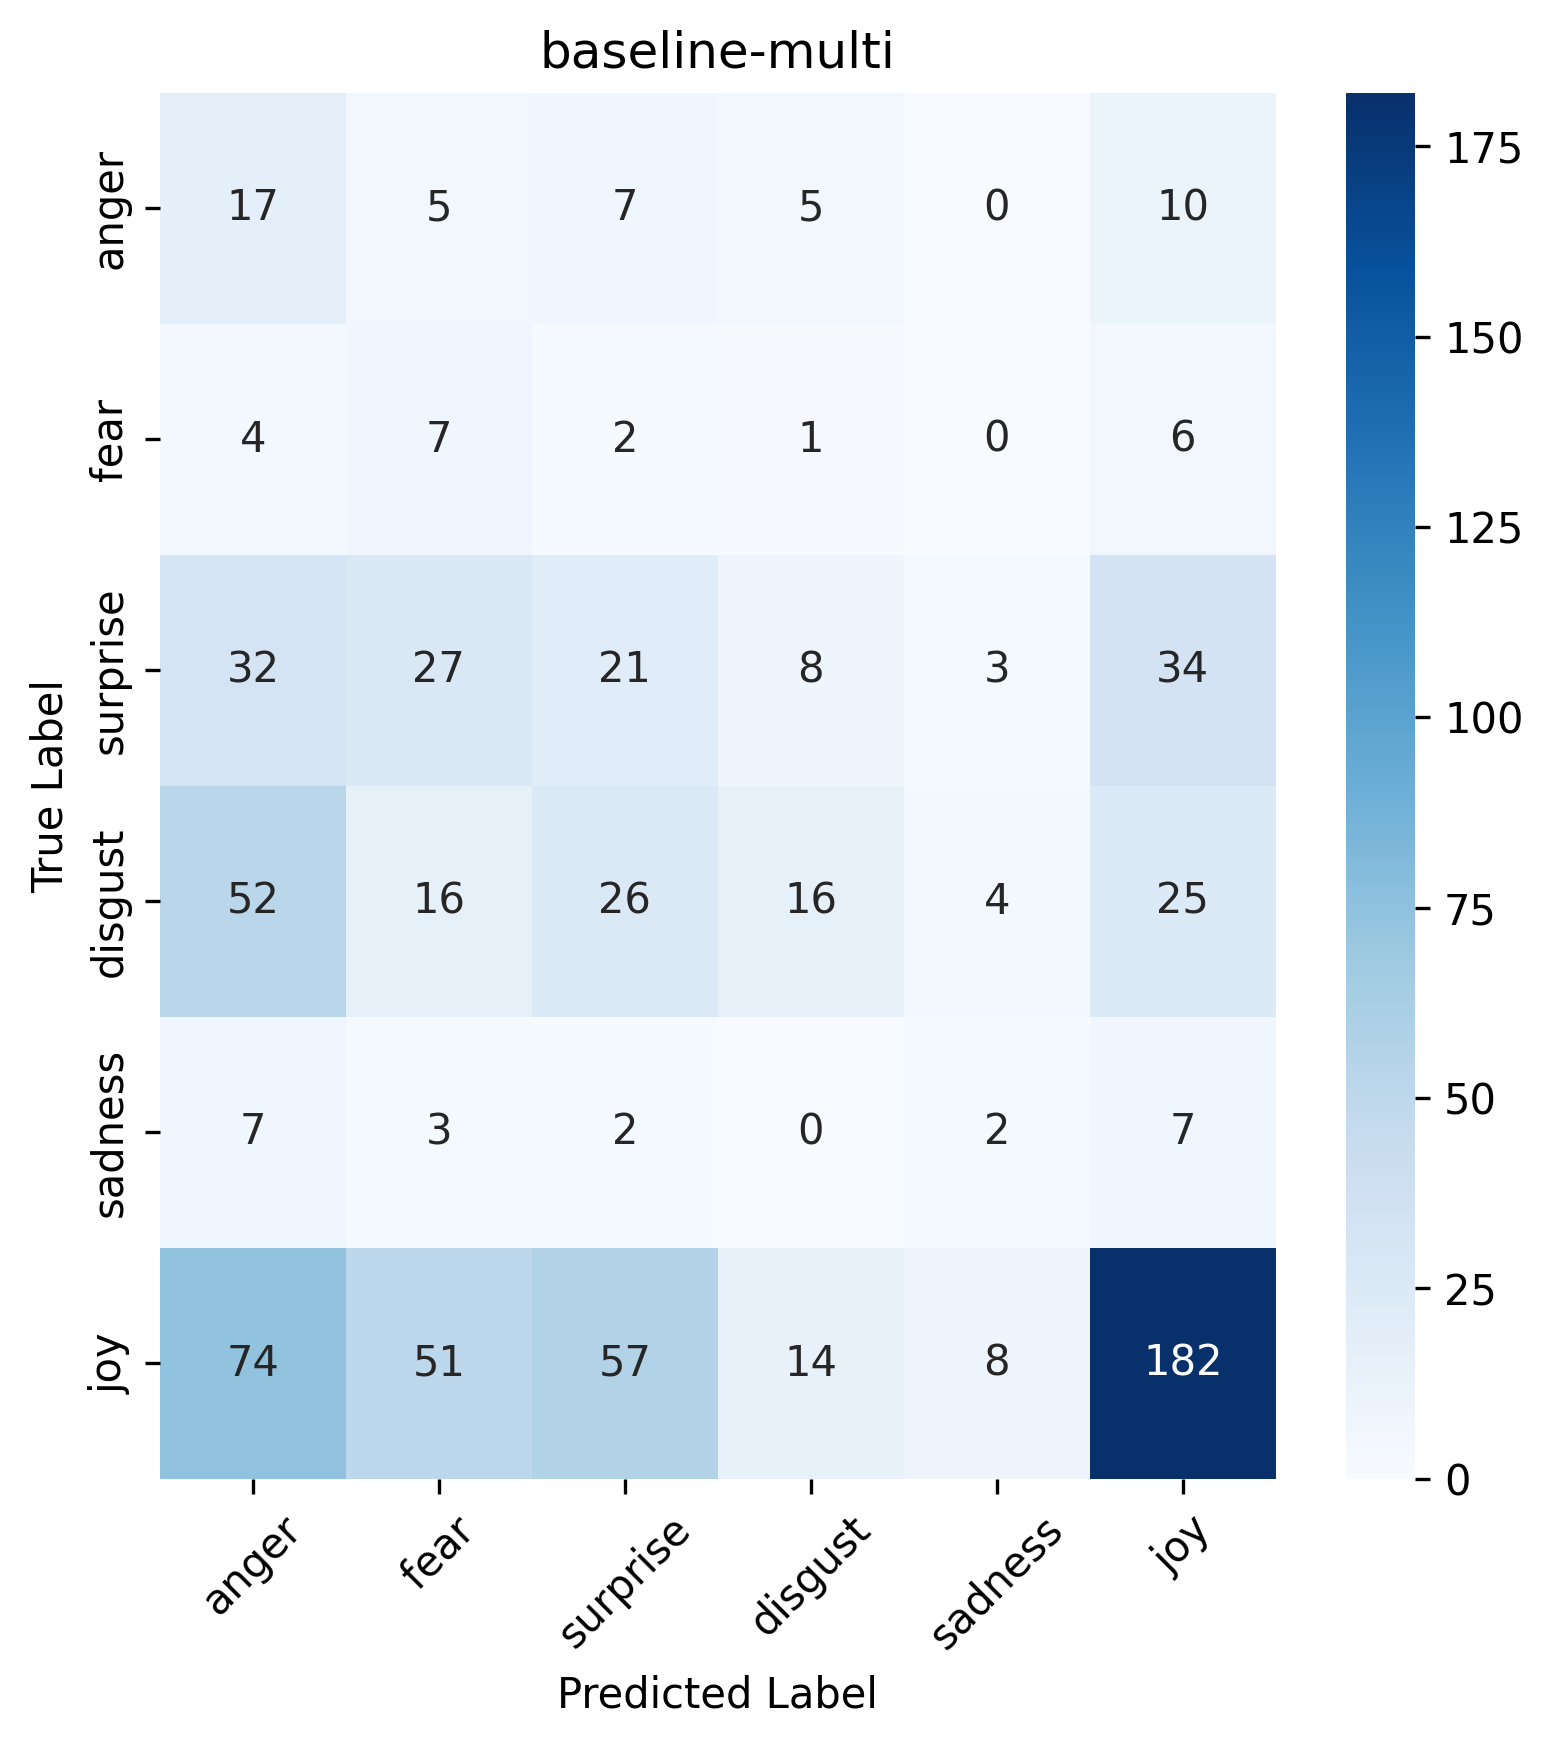 baseline-multi
True Label
anger 17 5 7 5 0 10
fear 4 7 2 1 0 6
surprise 32 27 21 8 3 34
disgust 52 16 26 16 4 25
sadness 7 3 2 0 2 7
joy 74 51 57 14 8 182
anger fear surprise disgust sadness joy
Predicted Label
175
150
125
100
75
50
25
0